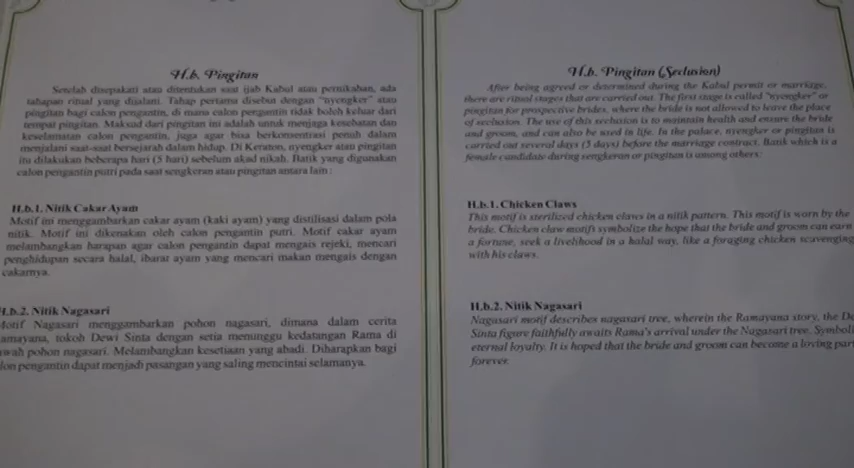 H.b. Pingitan
Setelah disepakati atau ditentukan saat ijab Kabul atau pernikahan, ada
tahapan ritual yang dijalani. Tahap pertama disebut dengan "nyengker" atau
pingitan bagi calon pengantin, di mana calon pengantin tidak boleh keluar dari
tempat pingitan. Maksud dari pingitan ini adalah untuk menjaga kesehatan dan
keselamatan calon pengantin, juga agar bisa berkonsentrasi penuh dalam
menjalani saat-saat bersejarah dalam hidup. Di Keraton, nyengker atau pingitan
ini dilakukan beberapa hari (5 hari) sebelum akad nikah. Batik yang digunakan
calon pengantin putri pada saat sengkeran atau pingitan antara lain :
H.b.1. Nitik Cakar Ayam
Motif ini menggambarkan cakar ayam (kaki ayam) yang distilisasi dalam pola
nitik. Motif ini dikenakan oleh calon pengantin putri. Motif cakar ayam
melambangkan harapan agar calon pengantin dapat mengais rejeki, mencari
penghidupan secara halal, ibarat ayam yang mencari makan mengais dengan
cakarnya.
H.b.2. Nitik Nagasari
Motif Nagasari menggambarkan pohon nagasari, dimana dalam cerita
amayana, tokoh Dewi Sinta dengan setia menunggu kedatangan Rama di
wah pohon nagasari. Melambangkan kesetiaan yang abadi. Diharapkan bagi
lon pengantin dapat menjadi pasangan yang saling mencintai selamanya.
H.b. Pingitan (Seclusion)
After being agreed or determined during the Kabul permit or marriage,
there are ritual stages that are carried out. The first stage is called "nyengker" or
pingitan for prospective brides, where the bride is not allowed to leave the place
of seclusion. The use of this seclusion is to maintain health and ensure the bride
and groom, and can also be used in life. In the palace, nyengker or pingitan is
carried out several days (5 days) before the marriage contract. Batik which is a
female candidate during sengkeran or pingitan is among others:
H.b.1. Chicken Claws
This motif is sterilized chicken claws in a nitik pattern. This motif is worn by the
bride. Chicken claw motifs symbolize the hope that the bride and groom can earn
a fortune, seek a livelihood in a halal way, like a foraging chicken scavenging
with his claws.
H.b.2. Nitik Nagasari
Nagasari motif describes nagasari tree, wherein the Ramayana story, the De
Sinta figure faithfully awaits Rama's arrival under the Nagasari tree. Symboli
eternal loyalty. It is hoped that the bride and groom can become a loving par
forever.